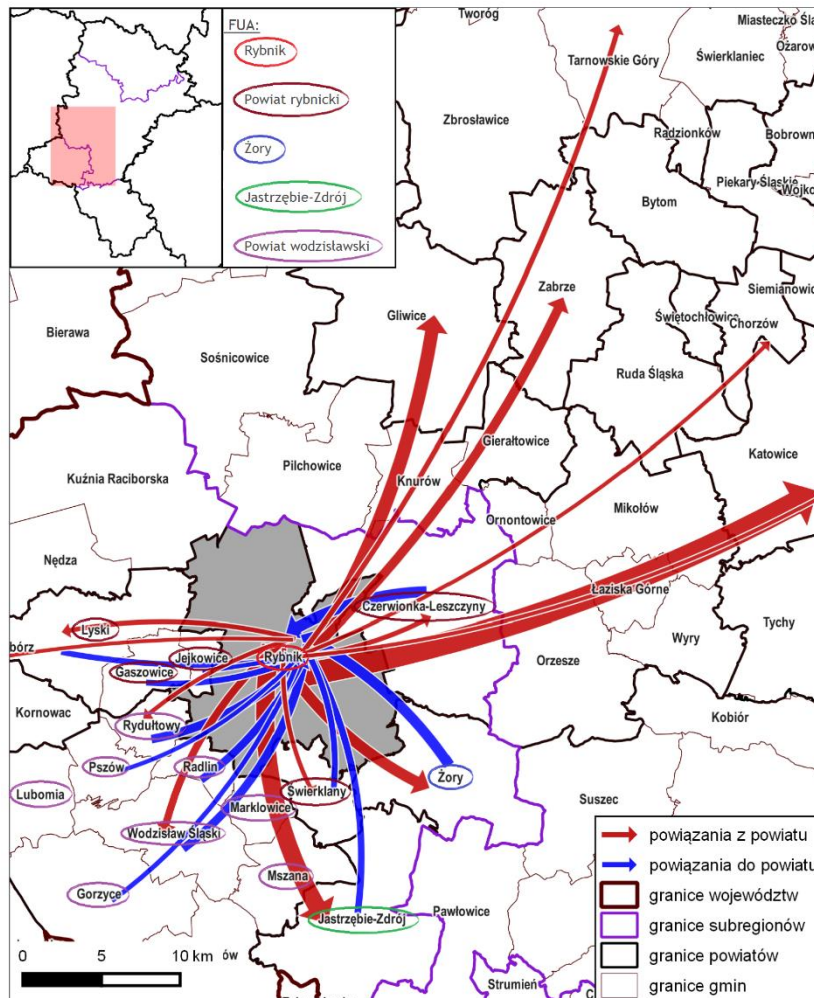 FUA:
Rybnik
Powiat rybnicki
Żory
Jastrzębie-Zdrój
Powiat wodzisławski
Tworóg
Miasteczko Ślą
Tarnowskie Góry
Świerklaniec
Ożarow
Zbrosławice
Radzionków
Bobrown
Piekary-Śląskie
Wojko
Bytom
Zabrze
Siemianowic
Gliwice
Świętochłowice
Chorzów
Bierawa
Sośnicowice
Ruda Śląska
Gierałtowice
Katowice
Pilchowice
Kuźnia Raciborska
Knurów
Mikołów
Ornontowice
Nędza
Czerwionka-Leszczyny
Łaziska Górne
Lyski
bórz
Tychy
Jejkowice
Rybnik
Wyry
Gaszowice
Orzesze
Kornowac
Rydułtowy
Kobiór
Pszów
Radlin
Żory
Lubomia
Świerklany
Marklowice
Suszec
Wodzisław Śląski
Mszana
Gorzyce
Jastrzębie-Zdrój
Pawłowice
Strumień
0 5 10 km
ów
powiązania z powiatu
powiązania do powiatu
granice województw
granice subregionów
granice powiatów
granice gmin